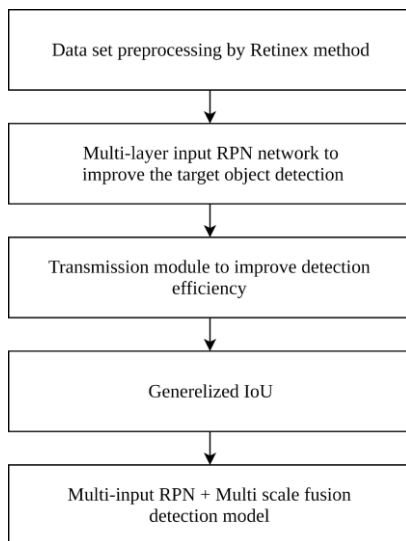 Data set preprocessing by Retinex method
Multi-layer input RPN network to
improve the target object detection
Transmission module to improve detection
efficiency
Generelized IoU
Multi-input RPN + Multi scale fusion
detection model